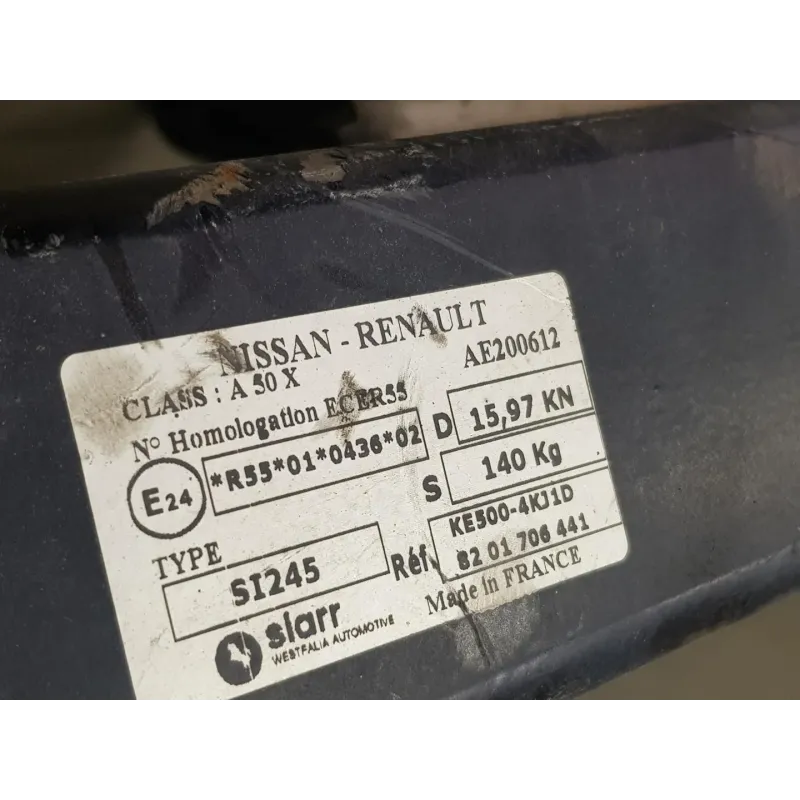 NISSAN - RENAULT
CLASS : A 50 X
AE200612
N° Homologation ECER55
E24
*R55*01*0436*02
D
15,97 KN
S
140 Kg
TYPE
SI245
Réf.
KE500-4KJ1D
82 01 706 441
Made in FRANCE
siarr
WESTFALIA AUTOMOTIVE